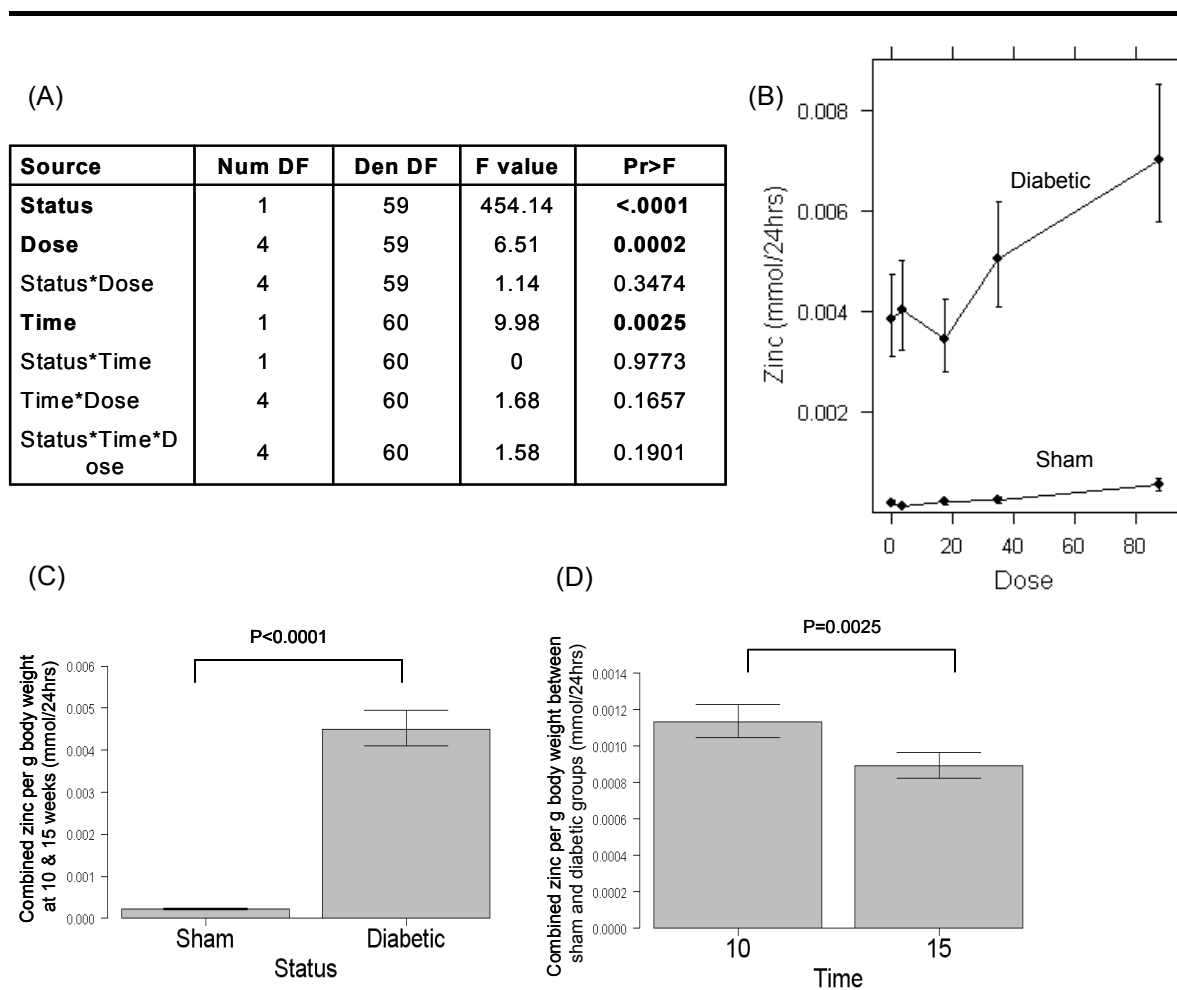 (A)
Source Num DF Den DF F value Pr>F
Status 1 59 454.14 <.0001
Dose 4 59 6.51 0.0002
Status*Dose 4 59 1.14 0.3474
Time 1 60 9.98 0.0025
Status*Time 1 60 0 0.9773
Time*Dose 4 60 1.68 0.1657
Status*Time*D
ose 4 60 1.58 0.1901
(B)
Zinc (mmol/24hrs)
0.008
0.006
0.004
0.002
Diabetic
Sham
0 20 40 60 80
Dose
(C)
P<0.0001
Combined zinc per g body weight
at 10 & 15 weeks (mmol/24hrs)
0.006
0.005
0.004
0.003
0.002
0.001
0.000
Sham Diabetic
Status
(D)
P=0.0025
Combined zinc per g body weight between
sham and diabetic groups (mmol/24hrs)
0.0014
0.0012
0.0010
0.0008
0.0006
0.0004
0.0002
0.0000
10 15
Time